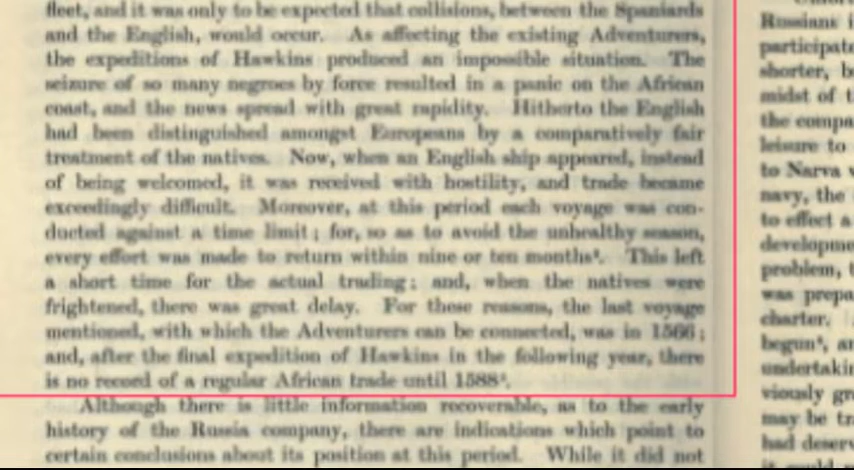 fleet, and it was only to be expected that collisions, between the Spaniards
and the English, would occur. As affecting the existing Adventurers,
the expeditions of Hawkins produced an impossible situation. The
seizure of so many negroes by force resulted in a panic on the African
coast, and the news spread with great rapidity. Hitherto the English
had been distinguished amongst Europeans by a comparatively fair
treatment of the natives. Now, when an English ship appeared, instead
of being welcomed, it was received with hostility, and trade became
exceedingly difficult. Moreover, at this period each voyage was con-
ducted against a time limit; for, so as to avoid the unhealthy season,
every effort was made to return within nine or ten months. This left
a short time for the actual trading; and, when the natives were
frightened, there was great delay. For these reasons, the last voyage
mentioned, with which the Adventurers can be connected, was in 1566;
and, after the final expedition of Hawkins in the following year, there
is no record of a regular African trade until 1588.
Although there is little information recoverable, as to the early
history of the Russia company, there are indications which point to
certain conclusions about its position at this period. While it did not
Russians
participate
shorter,
midst of
the compa
leisure to
to Narva
navy, the
to effect a
developme
problem,
was prepa
charter.
begun
undertakin
viously gr
may be
had deser